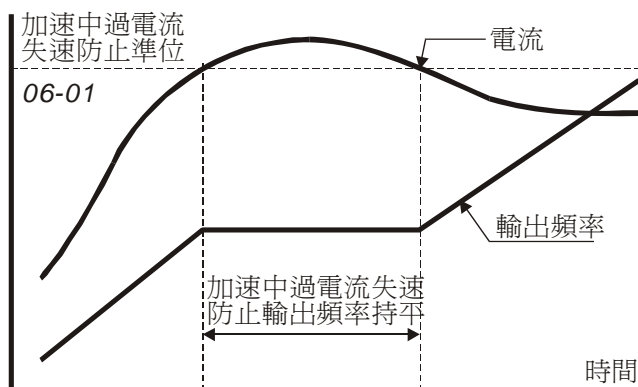 加速中過電流
失速防止準位
電流
06-01
輸出頻率
加速中過電流失速
防止輸出頻率持平
時間